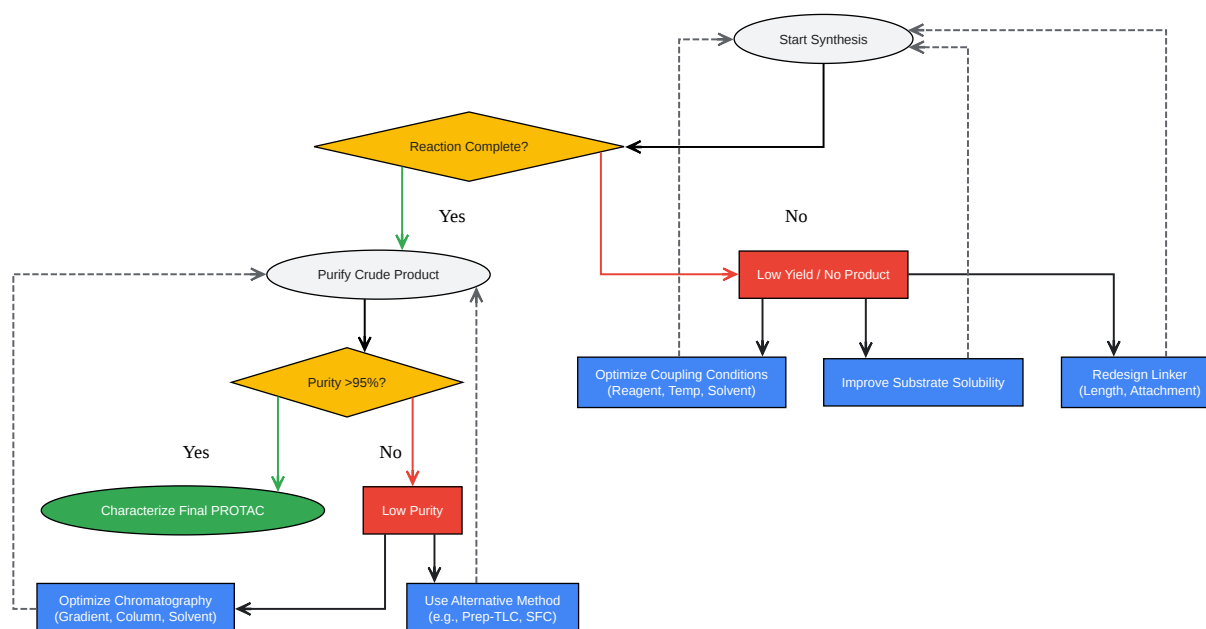 Start Synthesis
Reaction Complete?
Yes
No
Purify Crude Product
Low Yield / No Product
Optimize Coupling Conditions
(Reagent, Temp, Solvent)
Improve Substrate Solubility
Redesign Linker
(Length, Attachment)
Purity >95%?
Yes
No
Characterize Final PROTAC
Low Purity
Optimize Chromatography
(Gradient, Column, Solvent)
Use Alternative Method
(e.g., Prep-TLC, SFC)